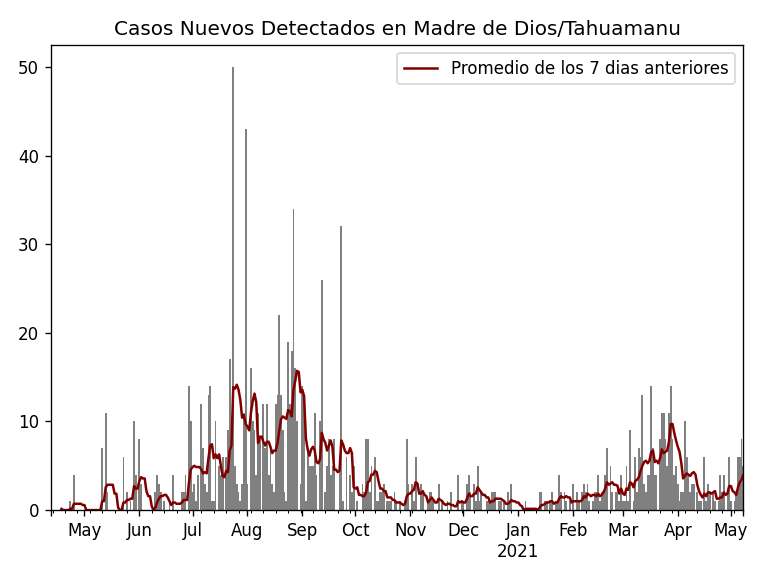 Casos Nuevos Detectados en Madre de Dios/Tahuamanu
Promedio de los 7 dias anteriores
50
40
30
20
10
0
May Jun Jul Aug Sep Oct Nov Dec Jan Feb Mar Apr May
2021